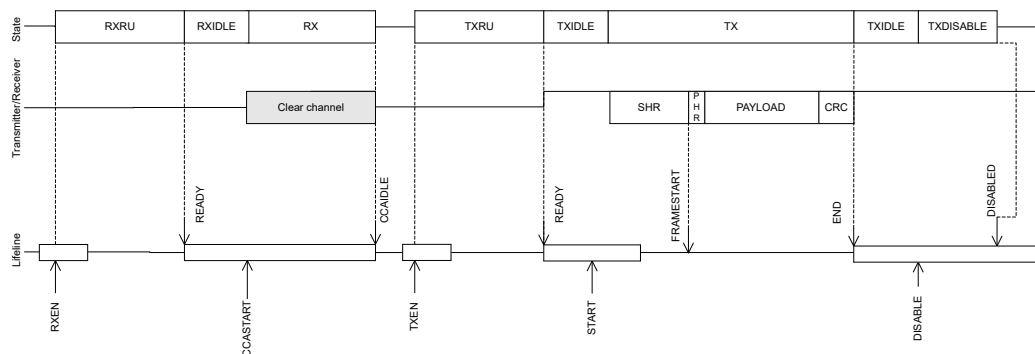 State
RXRU
RXIDLE
RX
TXRU
TXIDLE
TX
TXIDLE
TXDISABLE
Transmitter/Receiver
Clear channel
SHR
P
H
R
PAYLOAD
CRC
READY
CCAIDLE
READY
FRAMESTART
END
DISABLED
Lifeline
RXEN
CCASTART
TXEN
START
DISABLE